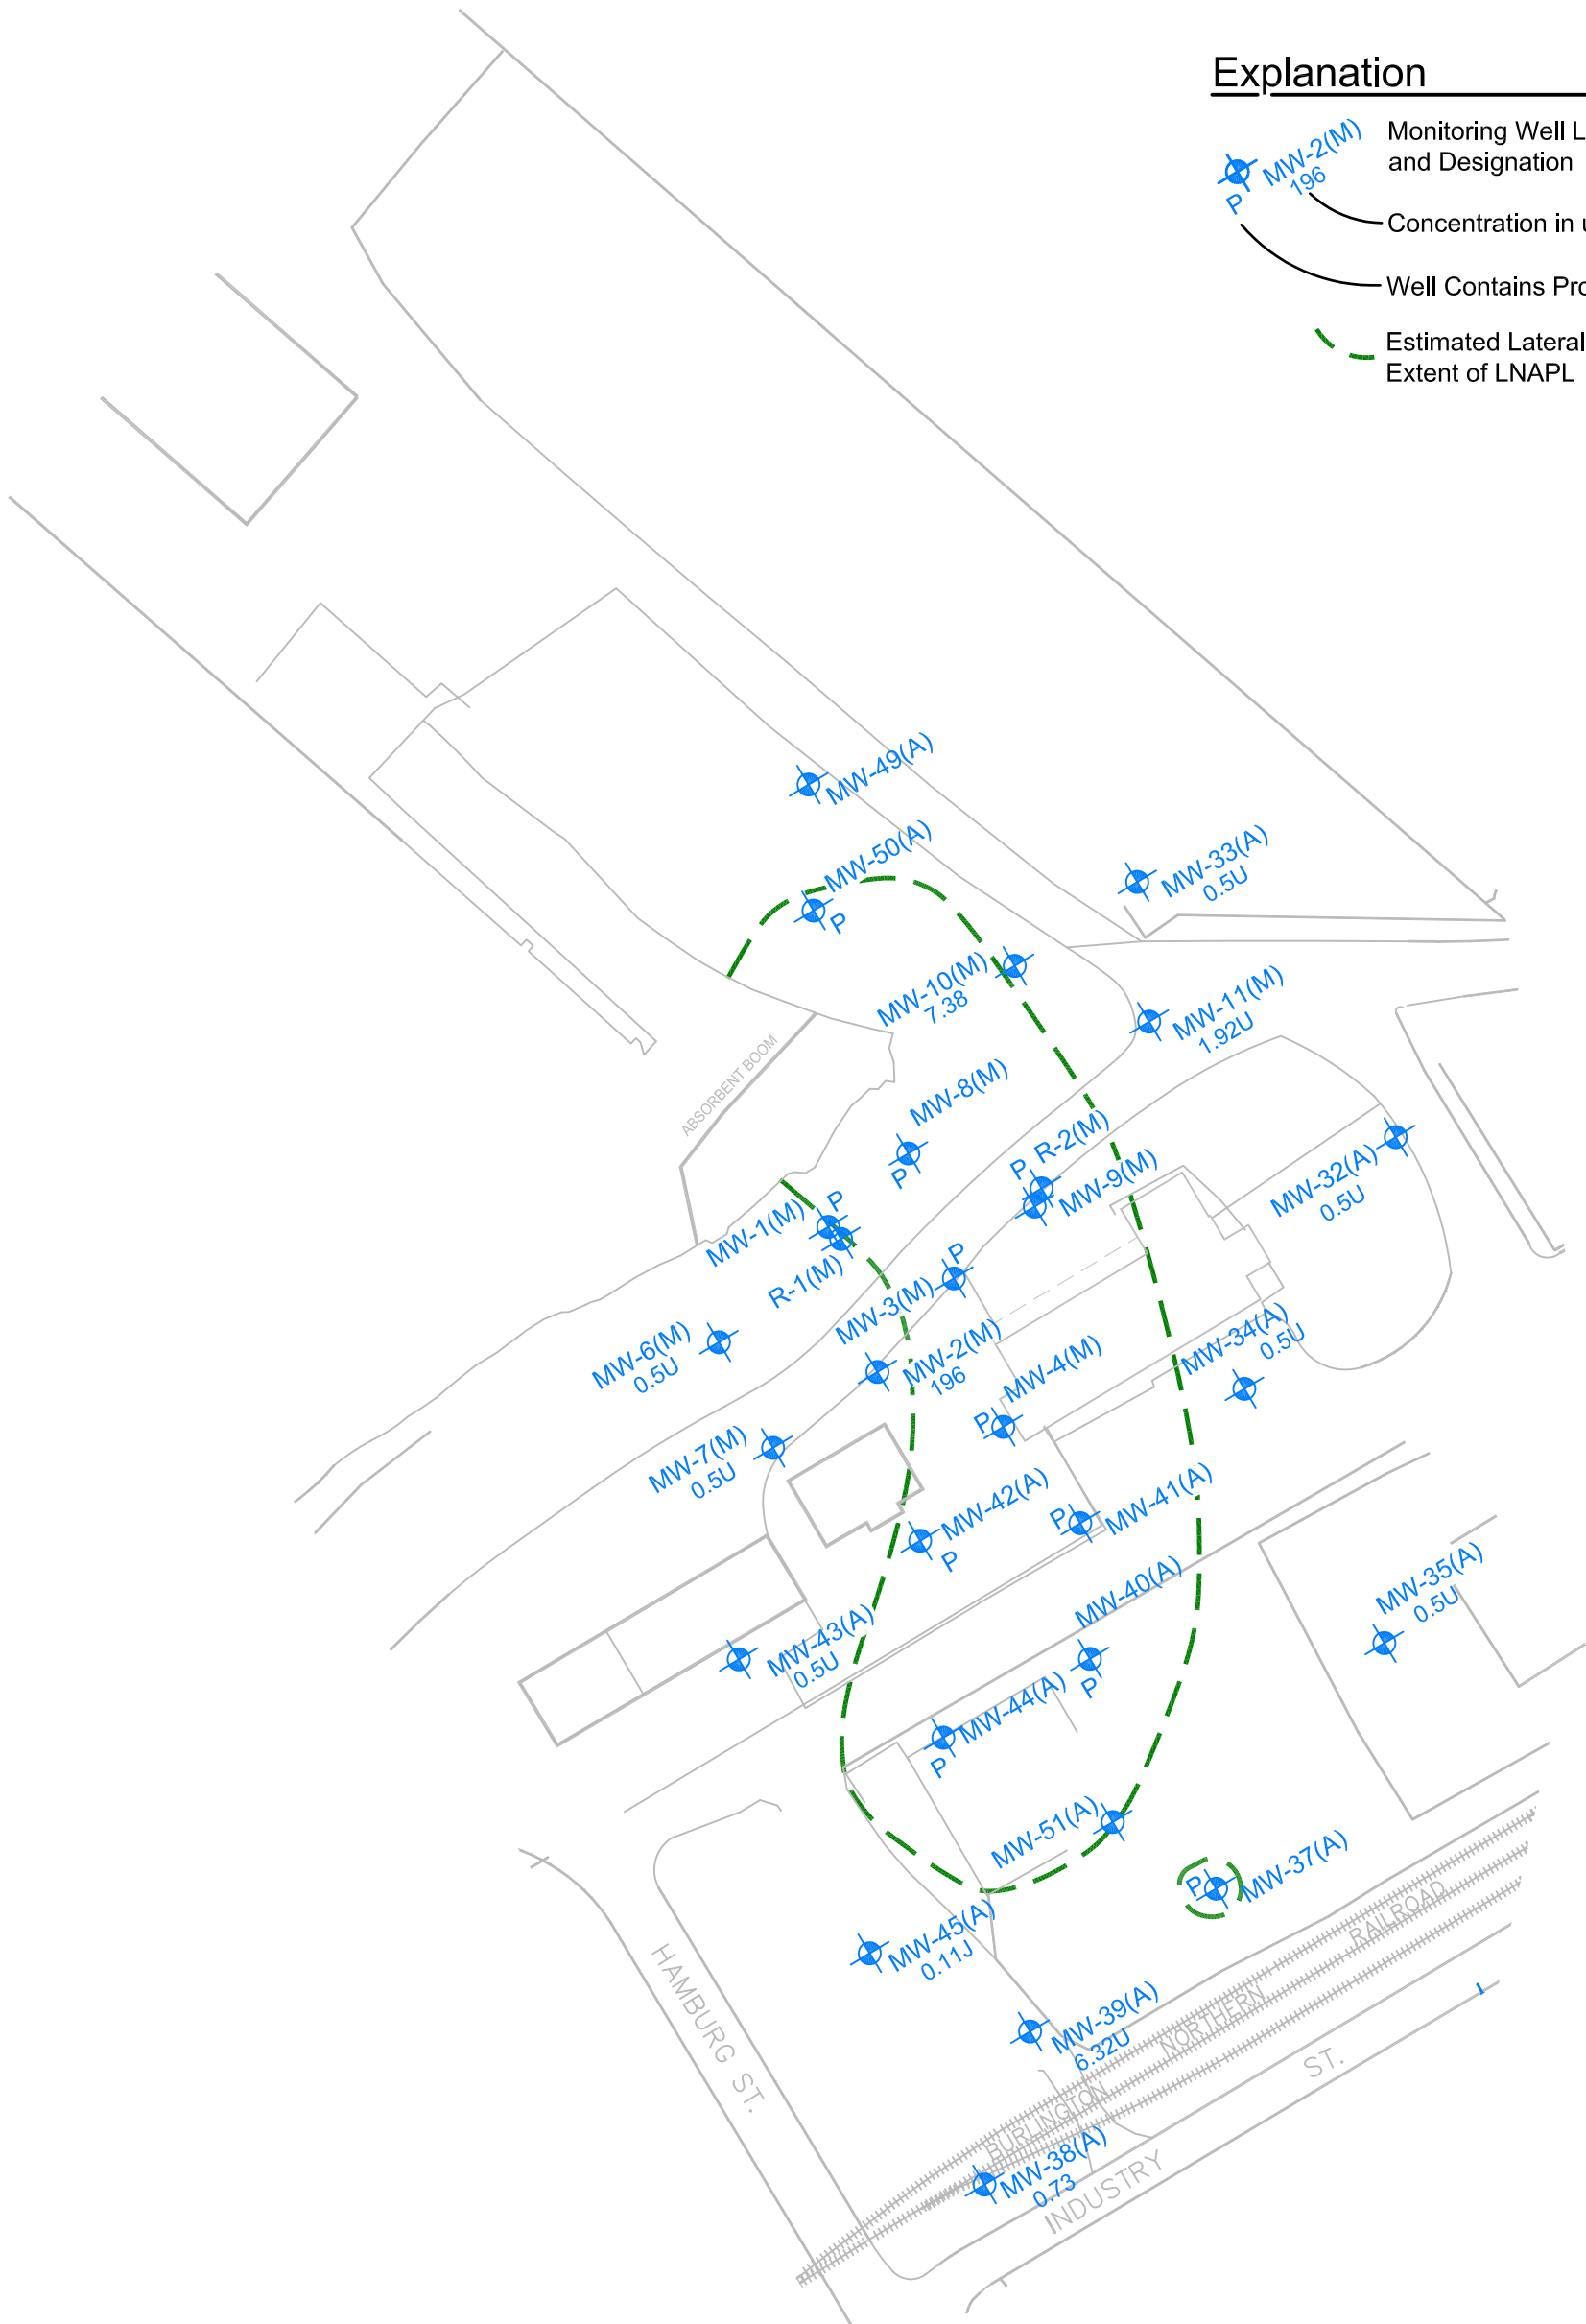 Explanation
MW-2(M)
196
P
Monitoring Well L
and Designation
Concentration in u
Well Contains Pro
Estimated Lateral
Extent of LNAPL
MW-49(A)
MW-50(A)
P
MW-33(A)
0.5U
MW-10(M)
7.38
MW-11(M)
1.92U
ABSORBENT BOOM
MW-8(M)
P
P
R-2(M)
MW-9(M)
MW-32(A)
0.5U
P
MW-1(M)
R-1(M)
P
MW-3(M)
MW-6(M)
0.5U
MW-2(M)
196
MW-34(A)
0.5U
MW-4(M)
P
MW-7(M)
0.5U
MW-42(A)
P
P
MW-41(A)
MW-40(A)
P
MW-35(A)
0.5U
MW-43(A)
0.5U
MW-44(A)
P
MW-51(A)
P
MW-37(A)
MW-45(A)
0.11J
MW-39(A)
6.32U
MW-38(A)
0.73
HAMBURG ST.
BURLINGTON NORTHERN RAILROAD
INDUSTRY ST.